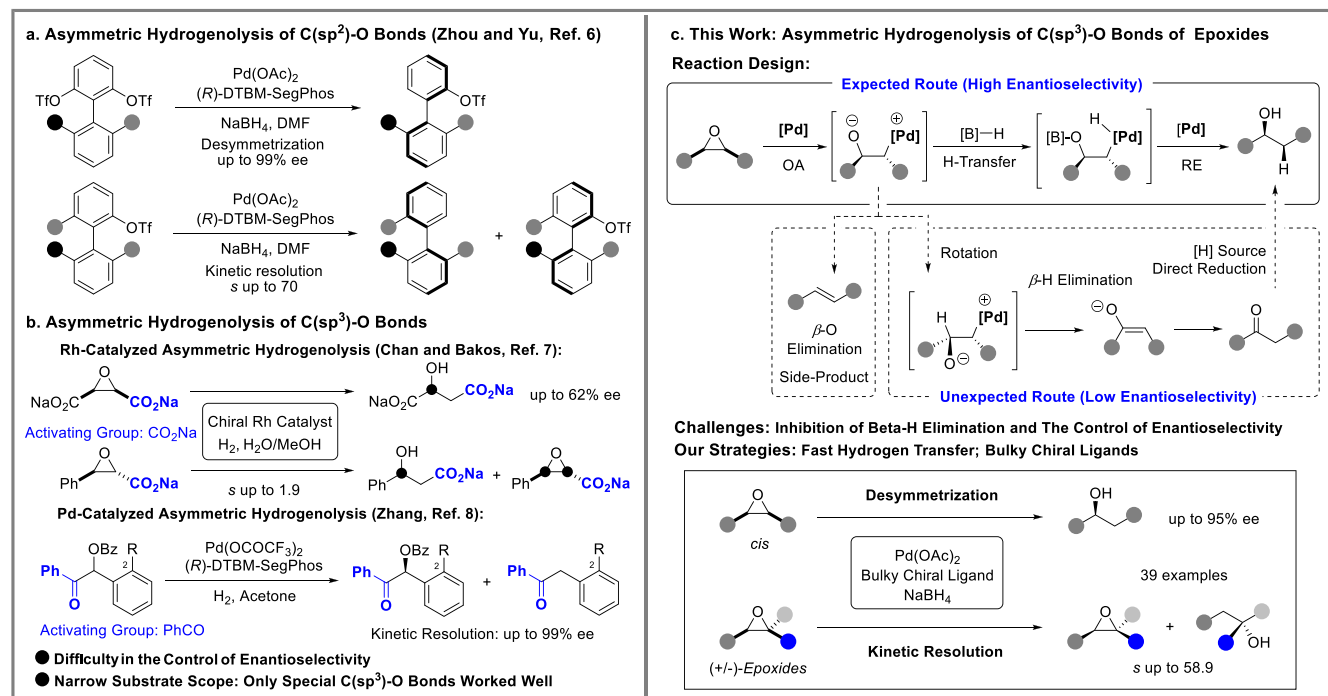 a. Asymmetric Hydrogenolysis of C(sp2)-O Bonds (Zhou and Yu, Ref. 6)
TfO
OTf
Pd(OAc)2
(R)-DTBM-SegPhos
NaBH4, DMF
Desymmetrization
up to 99% ee
OTf
OTf
Pd(OAc)2
(R)-DTBM-SegPhos
NaBH4, DMF
Kinetic resolution
s up to 70
+
OTf
b. Asymmetric Hydrogenolysis of C(sp3)-O Bonds
Rh-Catalyzed Asymmetric Hydrogenolysis (Chan and Bakos, Ref. 7):
O
NaO2C
CO2Na
OH
NaO2C
CO2Na
up to 62% ee
Activating Group: CO2Na
Chiral Rh Catalyst
H2, H2O/MeOH
O
Ph
CO2Na
s up to 1.9
OH
Ph
CO2Na
+
O
Ph
CO2Na
Pd-Catalyzed Asymmetric Hydrogenolysis (Zhang, Ref. 8):
OBz
R
Ph
2
O
Pd(OCOCF3)2
(R)-DTBM-SegPhos
H2, Acetone
OBz
R
Ph
2
O
+
R
Ph
2
O
Activating Group: PhCO
Kinetic Resolution: up to 99% ee
Difficulty in the Control of Enantioselectivity
Narrow Substrate Scope: Only Special C(sp3)-O Bonds Worked Well
c. This Work: Asymmetric Hydrogenolysis of C(sp3)-O Bonds of Epoxides
Reaction Design:
Expected Route (High Enantioselectivity)
O
[Pd]
OA
⊖
O
⊕
[Pd]
[B]—H
H-Transfer
H
[B]-O
[Pd]
[Pd]
RE
OH
H
β-O
Elimination
Side-Product
Rotation
H
⊕
[Pd]
O⊖
β-H Elimination
⊖
O
[H] Source
Direct Reduction
O
Unexpected Route (Low Enantioselectivity)
Challenges: Inhibition of Beta-H Elimination and The Control of Enantioselectivity
Our Strategies: Fast Hydrogen Transfer; Bulky Chiral Ligands
O
cis
Desymmetrization
OH
up to 95% ee
Pd(OAc)2
Bulky Chiral Ligand
NaBH4
39 examples
O
(+/-)-Epoxides
Kinetic Resolution
O
+
OH
s up to 58.9